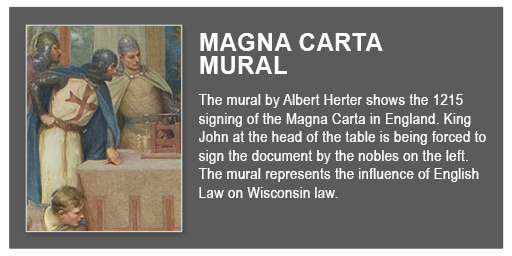 MAGNA CARTA
MURAL
The mural by Albert Herter shows the 1215
signing of the Magna Carta in England. King
John at the head of the table is being forced to
sign the document by the nobles on the left.
The mural represents the influence of English
Law on Wisconsin law.